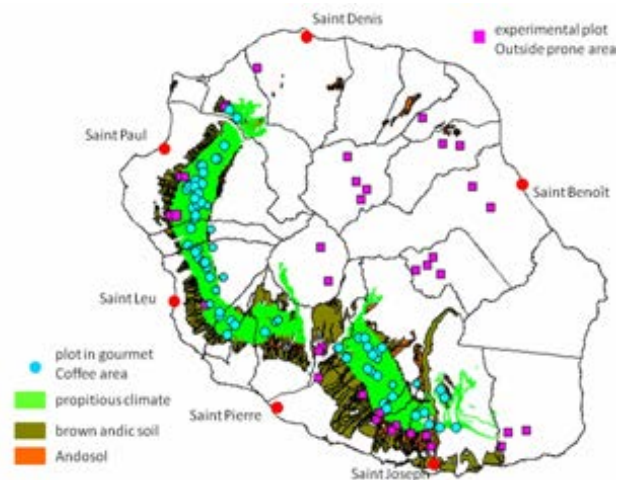 Saint Denis
experimental plot
Outside prone area
Saint Paul
Saint Benoît
Saint Leu
plot in gourmet
Coffee area
propitious climate
Saint Pierre
brown andic soil
Saint Joseph
Andosol